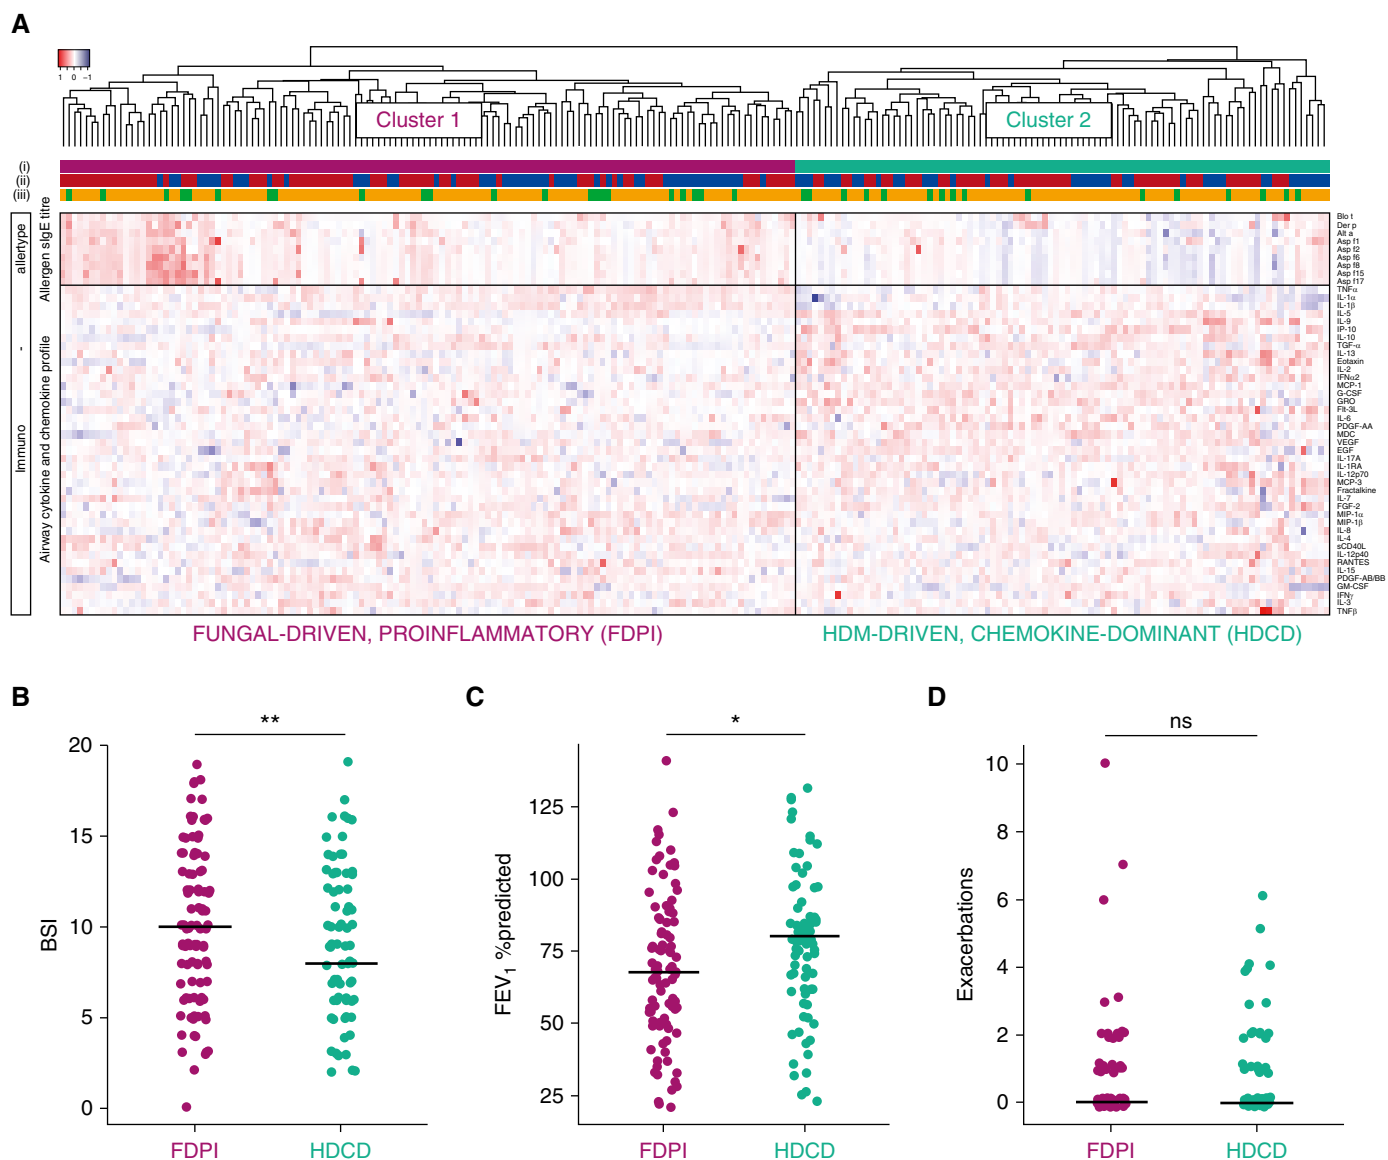 A
1 0 −1
Cluster 1
Cluster 2
(i)
(ii)
(iii)
allertype
-
Immuno
Allergen sIgE titre
Airway cytokine and chemokine profile
Blo t
Der p
Alt a
Asp f1
Asp f2
Asp f6
Asp f8
Asp f15
Asp f17
TNFα
IL-1α
IL-1β
IL-5
IL-9
IP-10
IL-10
TGF-α
IL-13
Eotaxin
IL-2
IFNα2
MCP-1
G-CSF
GRO
Flt-3L
IL-6
PDGF-AA
MDC
VEGF
EGF
IL-17A
IL-1RA
IL-12p70
MCP-3
Fractalkine
IL-7
FGF-2
MIP-1α
MIP-1β
IL-8
IL-4
sCD40L
IL-12p40
RANTES
IL-15
PDGF-AB/BB
GM-CSF
IFNγ
IL-3
TNFβ
FUNGAL-DRIVEN, PROINFLAMMATORY (FDPI)
HDM-DRIVEN, CHEMOKINE-DOMINANT (HDCD)
B
**
BSI
20
15
10
5
0
FDPI
HDCD
C
*
FEV1 %predicted
125
100
75
50
25
FDPI
HDCD
D
ns
Exacerbations
10
8
6
4
2
0
FDPI
HDCD